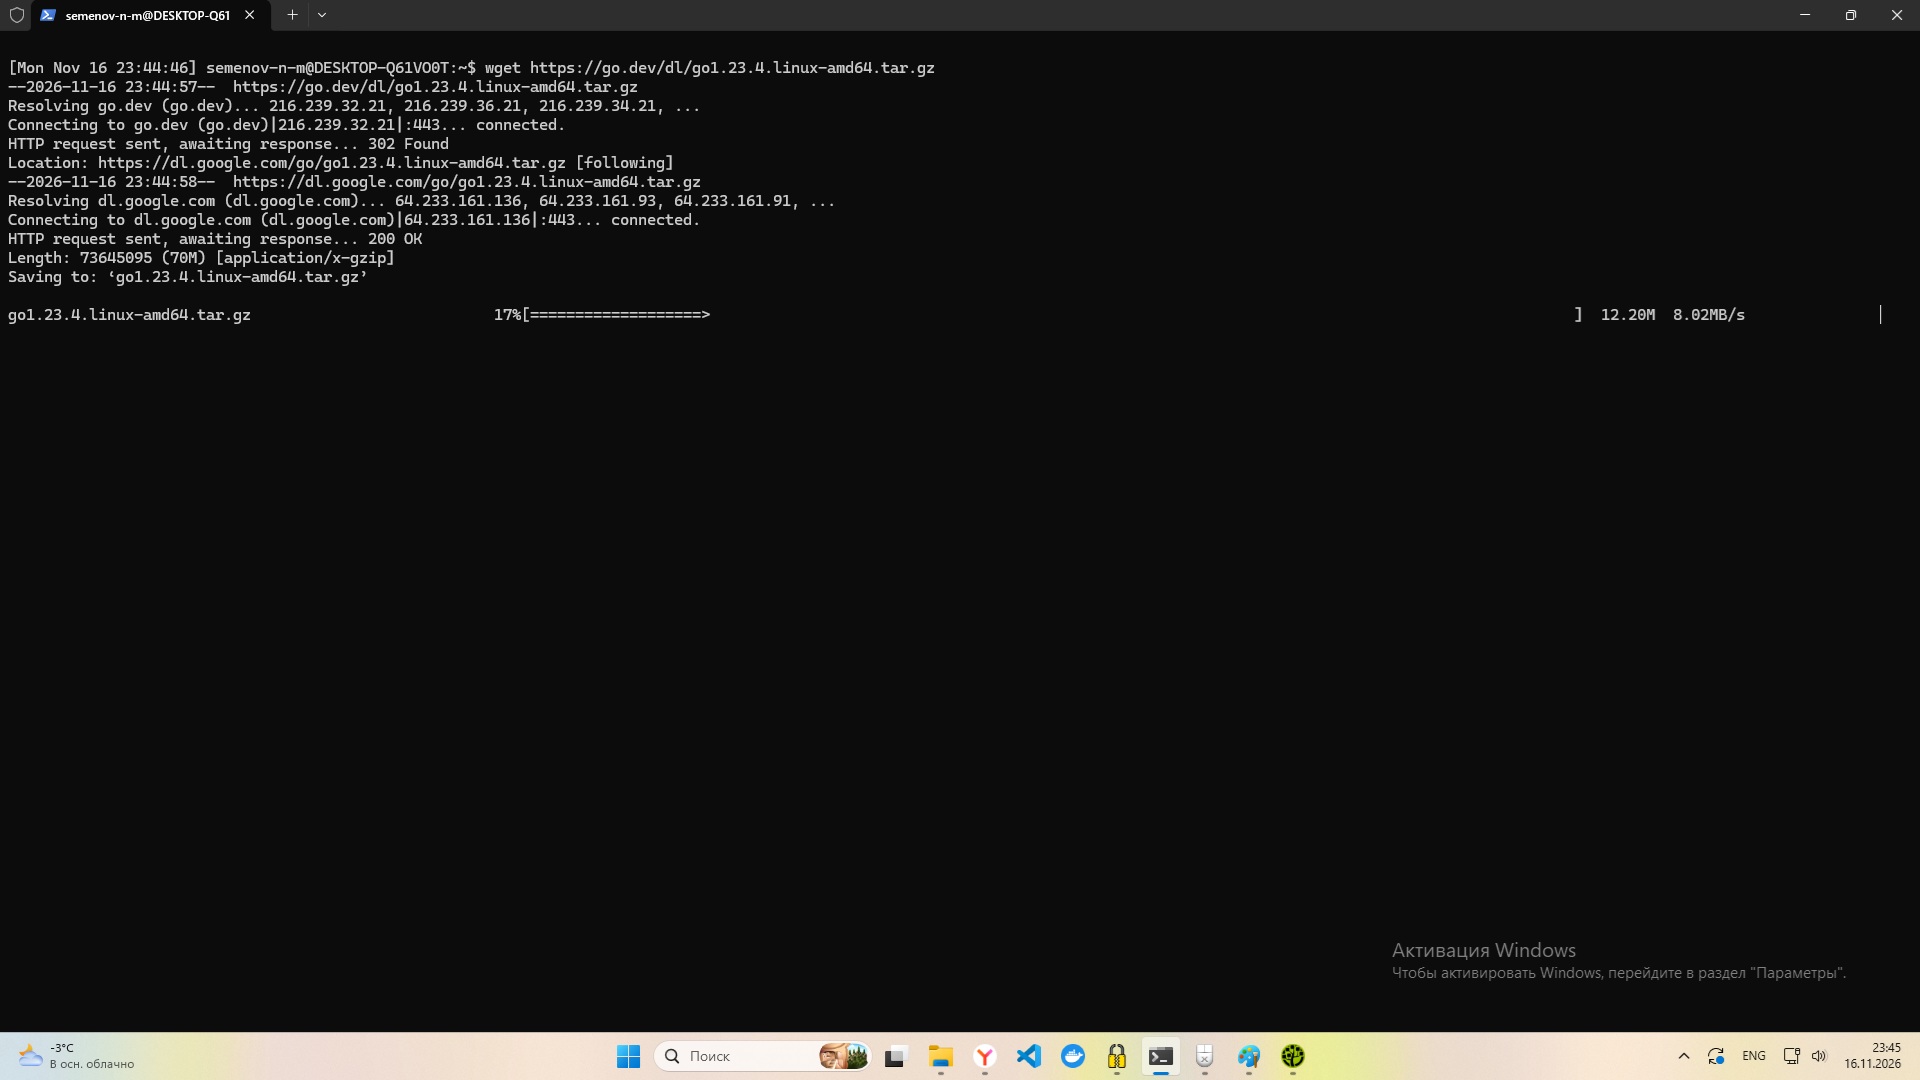 semenov-n-m@DESKTOP-Q61
[Mon Nov 16 23:44:46] semenov-n-m@DESKTOP-Q61VO0T:~$ wget https://go.dev/dl/go1.23.4.linux-amd64.tar.gz
--2026-11-16 23:44:57--  https://go.dev/dl/go1.23.4.linux-amd64.tar.gz
Resolving go.dev (go.dev)... 216.239.32.21, 216.239.36.21, 216.239.34.21, ...
Connecting to go.dev (go.dev)|216.239.32.21|:443... connected.
HTTP request sent, awaiting response... 302 Found
Location: https://dl.google.com/go/go1.23.4.linux-amd64.tar.gz [following]
--2026-11-16 23:44:58--  https://dl.google.com/go/go1.23.4.linux-amd64.tar.gz
Resolving dl.google.com (dl.google.com)... 64.233.161.136, 64.233.161.93, 64.233.161.91, ...
Connecting to dl.google.com (dl.google.com)|64.233.161.136|:443... connected.
HTTP request sent, awaiting response... 200 OK
Length: 73645095 (70M) [application/x-gzip]
Saving to: ‘go1.23.4.linux-amd64.tar.gz’
go1.23.4.linux-amd64.tar.gz 17%[===================> ] 12.20M 8.02MB/s
Активация Windows
Чтобы активировать Windows, перейдите в раздел "Параметры".
-3°C
В осн. облачно
Поиск
ENG
23:45
16.11.2026